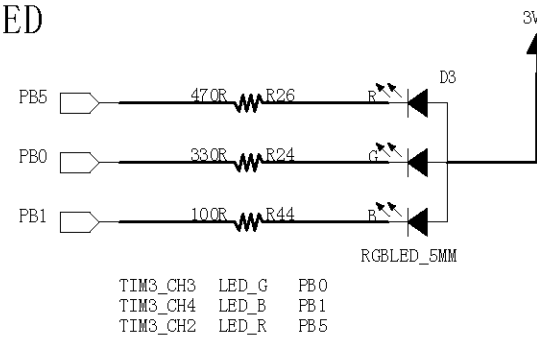 ED
3V
D3
PB5 470R R26 R
PB0 330R R24 G
PB1 100R R44 B
RGBLED_5MM
TIM3_CH3 LED_G PB0
TIM3_CH4 LED_B PB1
TIM3_CH2 LED_R PB5